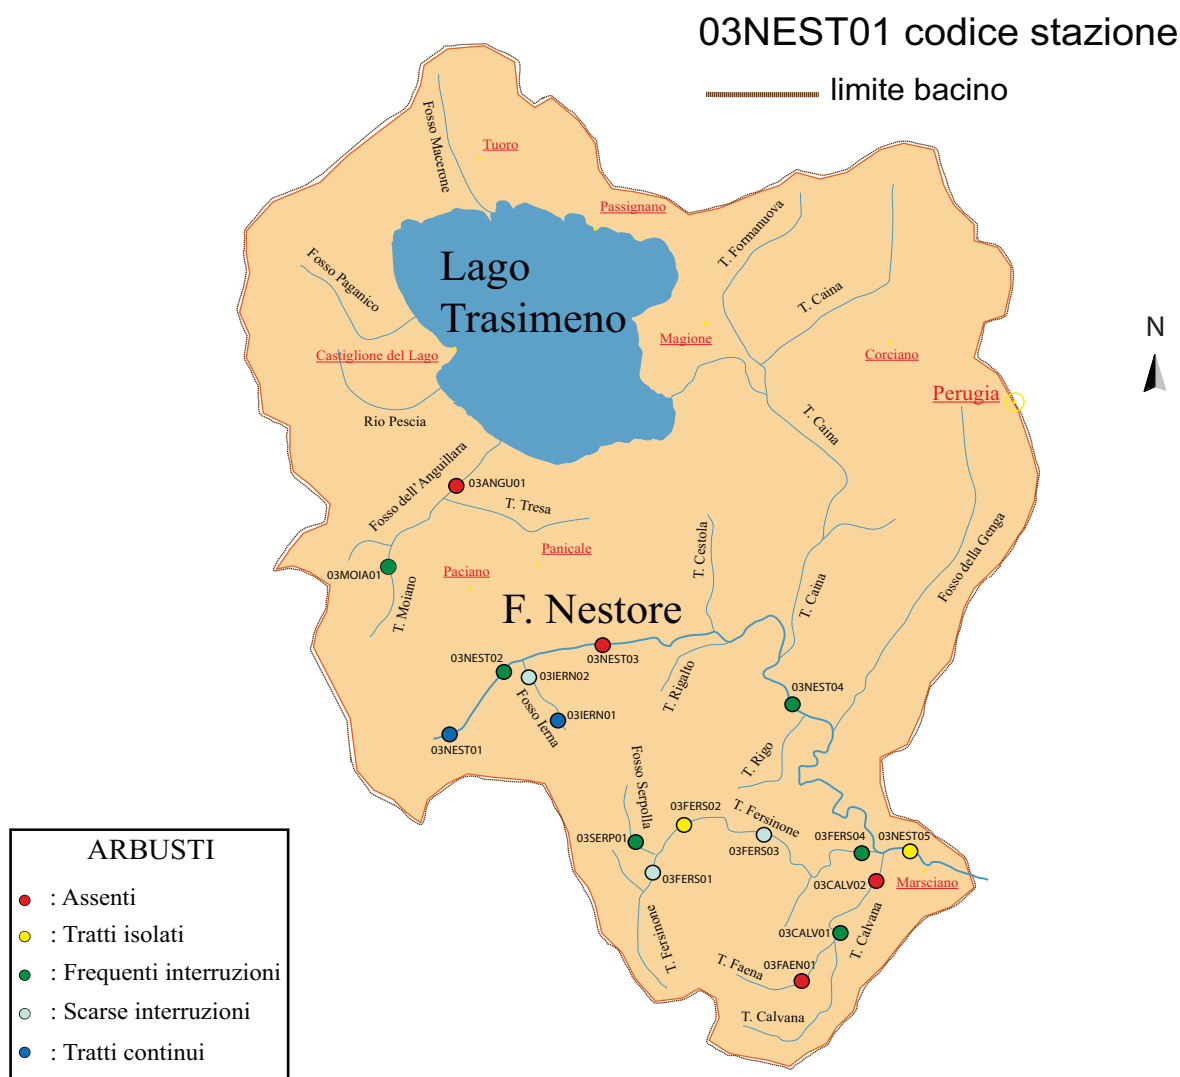 03NEST01 codice stazione
limite bacino
Fosso Macerone
Tuoro
Passignano
T. Formanuova
Lago
Trasimeno
Fosso Paganico
T. Caina
N
Magione
Castiglione del Lago
Corciano
Perugia
Rio Pescia
T. Caina
Fosso dell'Anguillara
03ANGU01
T. Tresa
T. Cestola
Fosso della Genga
Panicale
03MOIA01
Paciano
T. Moiano
T. Caina
F. Nestore
03NEST02
03NEST03
03IERN02
T. Rigalto
03NEST04
Fosso Ierna
03IERN01
03NEST01
T. Rigo
Fosso Serpolla
03FERS02
T. Fersinone
03SERP01
03FERS03
03FERS04
03NEST05
03FERS01
03CALV02
Marsciano
T. Fersinone
03CALV01
T. Calvana
T. Faena
03FAEN01
T. Calvana
ARBUSTI
: Assenti
: Tratti isolati
: Frequenti interruzioni
: Scarse interruzioni
: Tratti continui